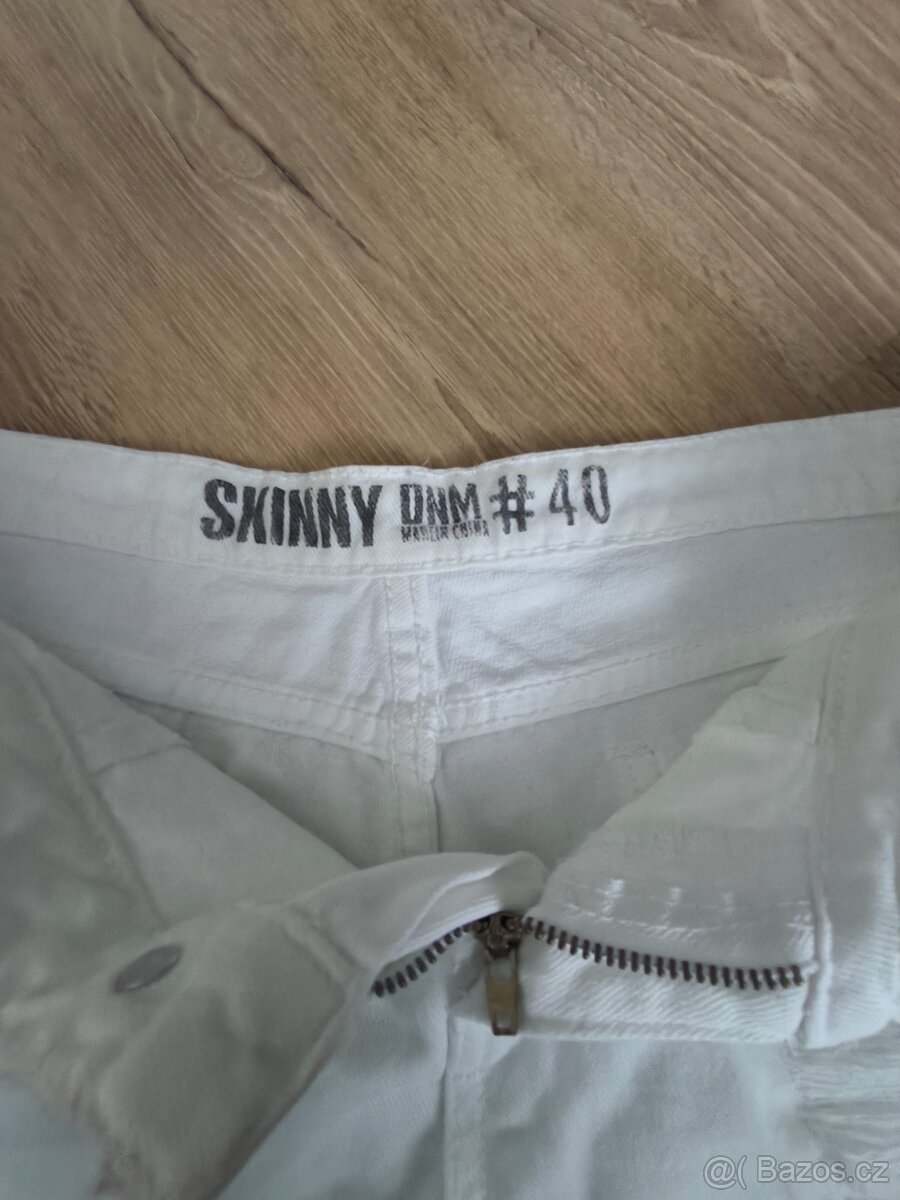 SKINNY DNM # 40
MADE IN CHINA
@( Bazos.cz